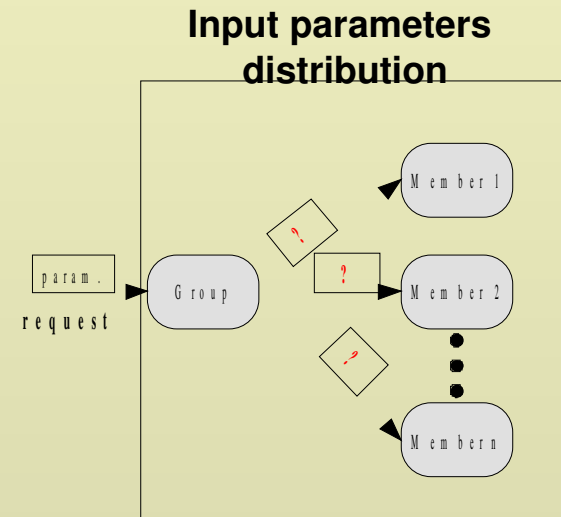 Input parameters
distribution
Member 1
?
param.
Group
?
Member 2
request
?
Member n